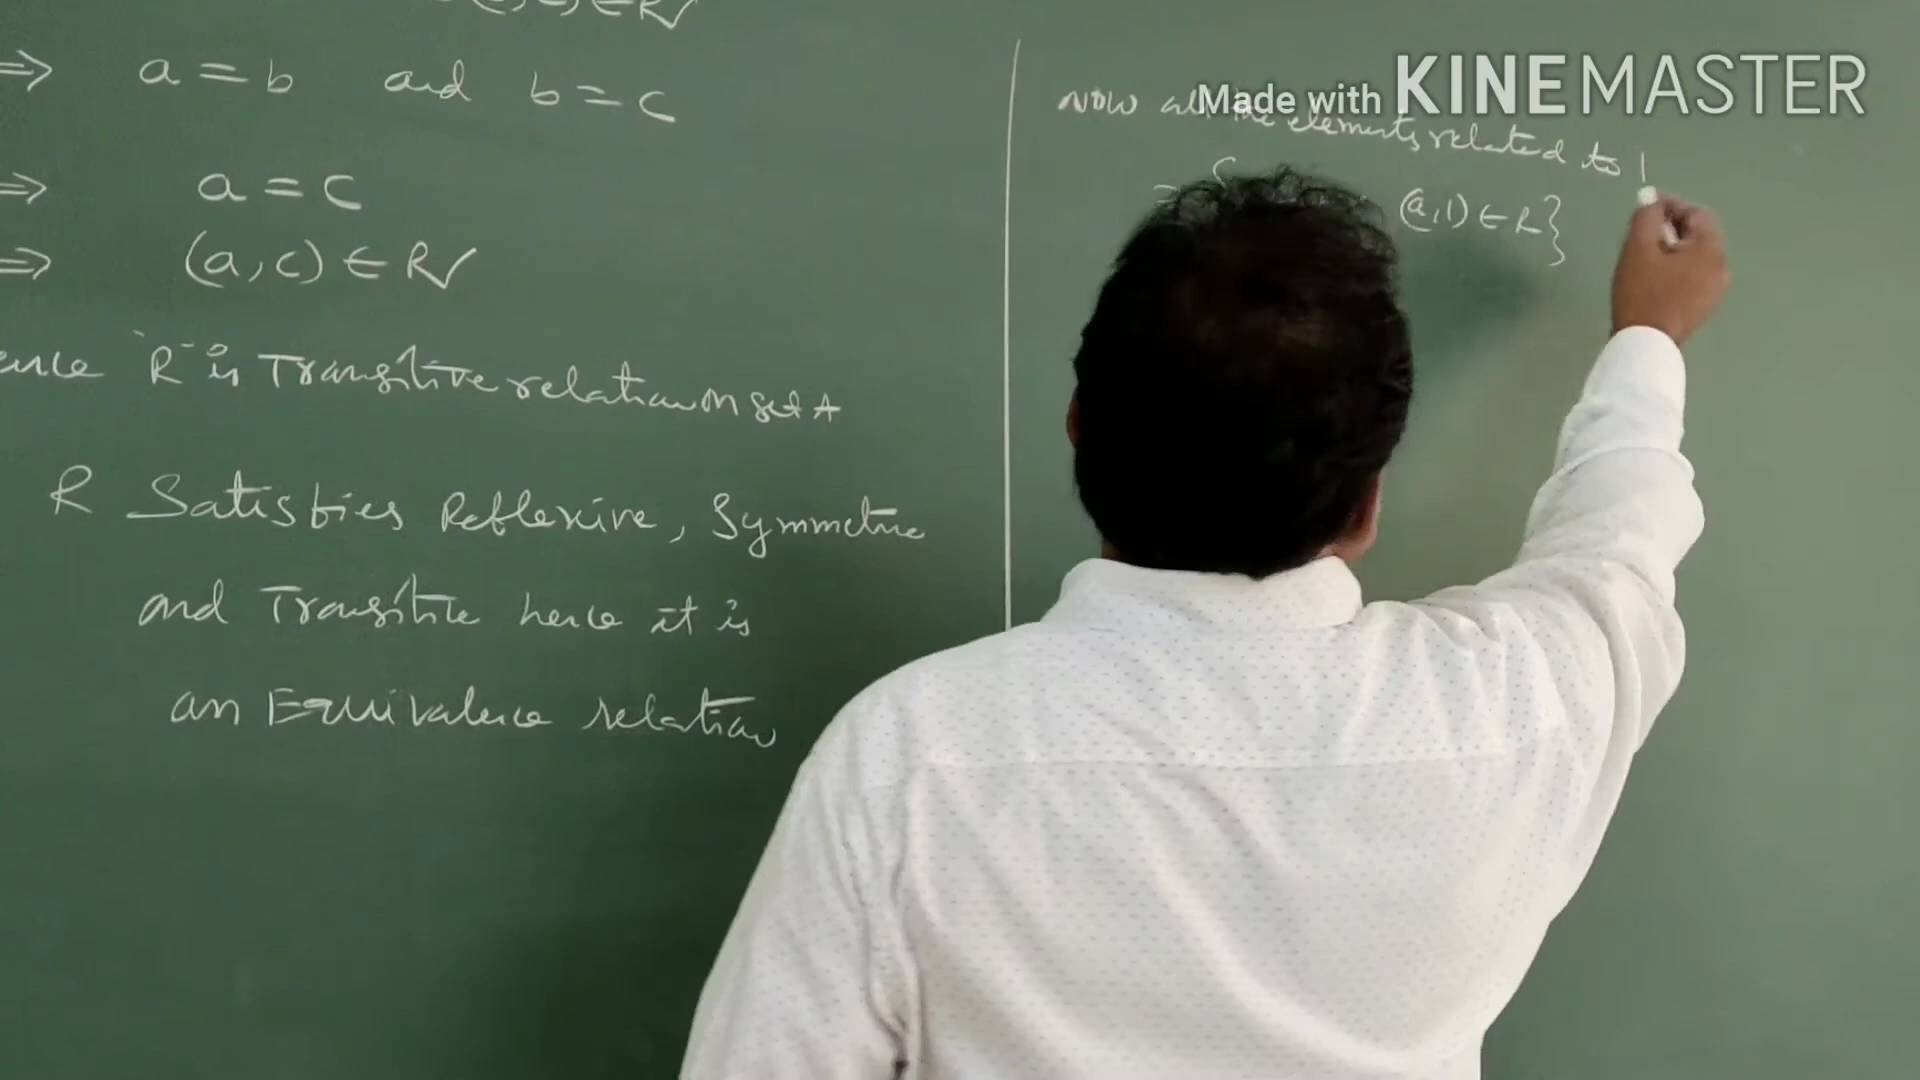 ∈ R✓
⇒ a = b and b = c
⇒ a = c
⇒ (a, c) ∈ R✓
ence "R" is Transitive relation on set A
R Satisfies Reflexive, Symmetric
and Transitive hence it is
an Equivalence relation
Made with KINEMASTER
Now all the elements related to 1
= { (a, 1) ∈ R }